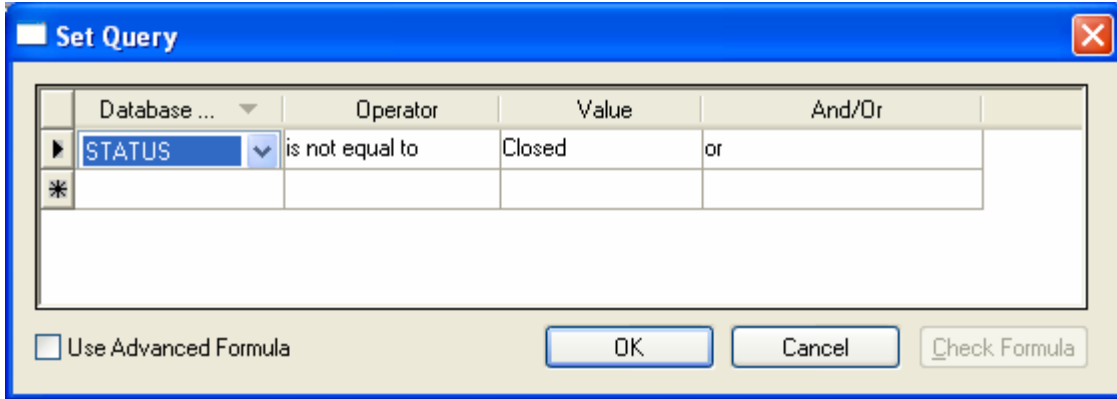 Set Query
Database ... Operator Value And/Or
STATUS is not equal to Closed or
Use Advanced Formula OK Cancel Check Formula